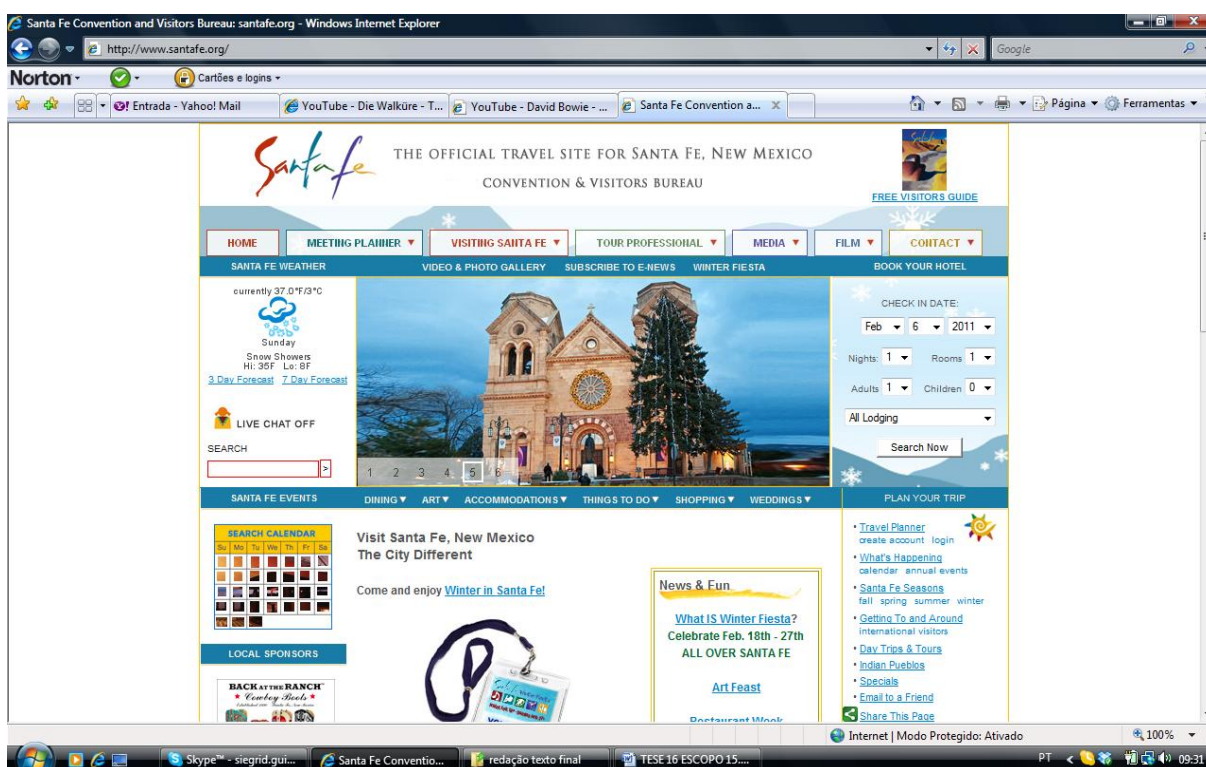 Santa Fe Convention and Visitors Bureau: santafe.org - Windows Internet Explorer
http://www.santafe.org/
Google
Norton
Cartões e logins
Entrada - Yahoo! Mail
YouTube - Die Walküre - T...
YouTube - David Bowie - ...
Santa Fe Convention a...
Página
Ferramentas
Santa fe
THE OFFICIAL TRAVEL SITE FOR SANTA FE, NEW MEXICO
CONVENTION & VISITORS BUREAU
FREE VISITORS GUIDE
HOME
MEETING PLANNER
VISITING SANTA FE
TOUR PROFESSIONAL
MEDIA
FILM
CONTACT
SANTA FE WEATHER
VIDEO & PHOTO GALLERY
SUBSCRIBE TO E-NEWS
WINTER FIESTA
BOOK YOUR HOTEL
currently 37.0°F/3°C
Sunday
Snow Showers
Hi: 35F Lo: 8F
3 Day Forecast 7 Day Forecast
LIVE CHAT OFF
SEARCH
>
1 2 3 4 5 6
CHECK IN DATE:
Feb 6 2011
Nights: 1 Rooms 1
Adults 1 Children 0
All Lodging
Search Now
SANTA FE EVENTS
DINING
ART
ACCOMMODATIONS
THINGS TO DO
SHOPPING
WEDDINGS
PLAN YOUR TRIP
SEARCH CALENDAR
Su Mo Tu We Th Fr Sa
LOCAL SPONSORS
BACK AT THE RANCH
Cowboy Boots
Visit Santa Fe, New Mexico
The City Different
Come and enjoy Winter in Santa Fe!
News & Fun
What IS Winter Fiesta?
Celebrate Feb. 18th - 27th
ALL OVER SANTA FE
Art Feast
Restaurant Week
Travel Planner
create account login
What's Happening
calendar annual events
Santa Fe Seasons
fall spring summer winter
Getting To and Around
international visitors
Day Trips & Tours
Indian Pueblos
Specials
Email to a Friend
Share This Page
Internet | Modo Protegido: Ativado
100%
Skype™ - siegrid.gui...
Santa Fe Conventio...
redação texto final
TESE 16 ESCOPO 15....
PT
09:31